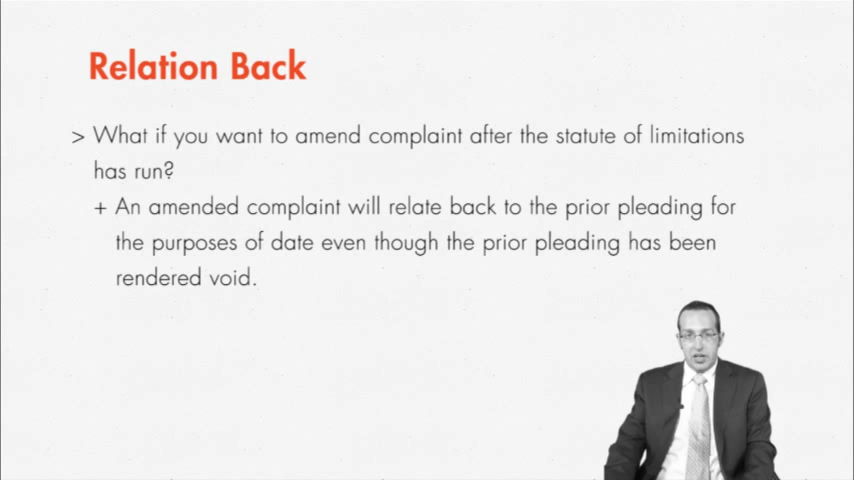 Relation Back
> What if you want to amend complaint after the statute of limitations
has run?
+ An amended complaint will relate back to the prior pleading for
the purposes of date even though the prior pleading has been
rendered void.